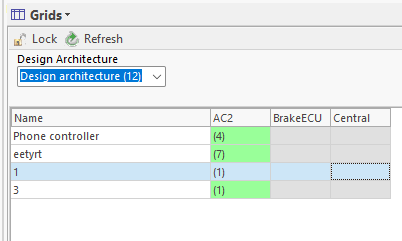 Grids
Lock Refresh
Design Architecture
Design architecture (12)
Name AC2 BrakeECU Central
Phone controller (4)
eetyrt (7)
1 (1)
3 (1)